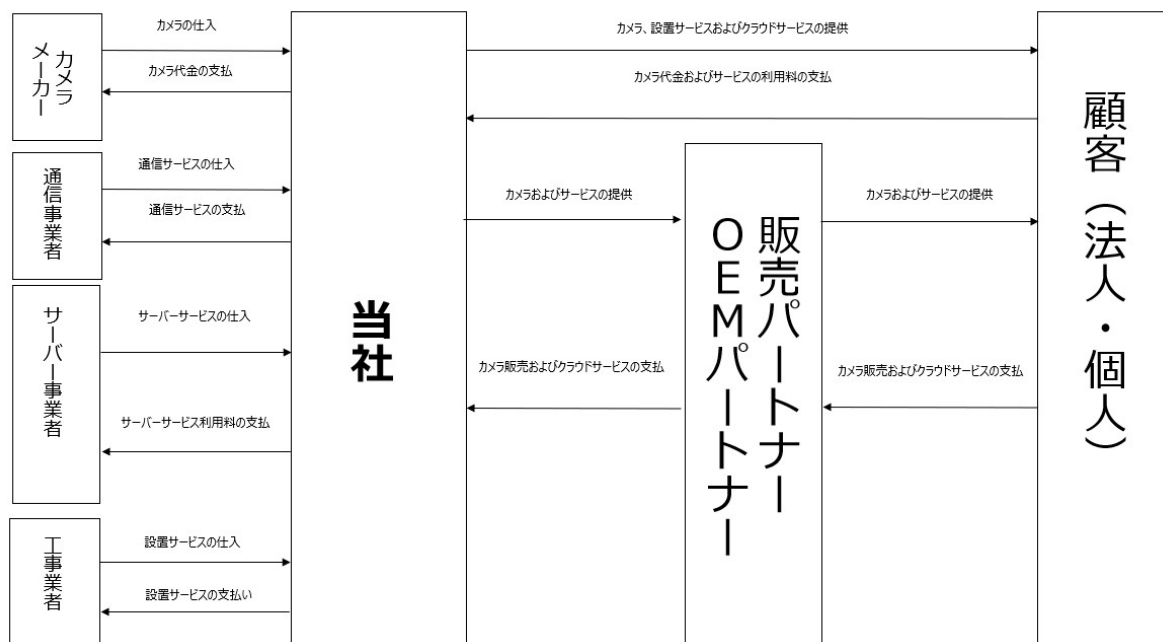 カメラメーカー
カメラの仕入
カメラ代金の支払
通信事業者
通信サービスの仕入
通信サービスの支払
サーバー事業者
サーバーサービスの仕入
サーバーサービス利用料の支払
工事業者
設置サービスの仕入
設置サービスの支払い
当社
カメラ、設置サービスおよびクラウドサービスの提供
カメラ代金およびサービスの利用料の支払
カメラおよびサービスの提供
カメラ販売およびクラウドサービスの支払
販売パートナー
OEMパートナー
カメラおよびサービスの提供
カメラ販売およびクラウドサービスの支払
顧客（法人・個人）